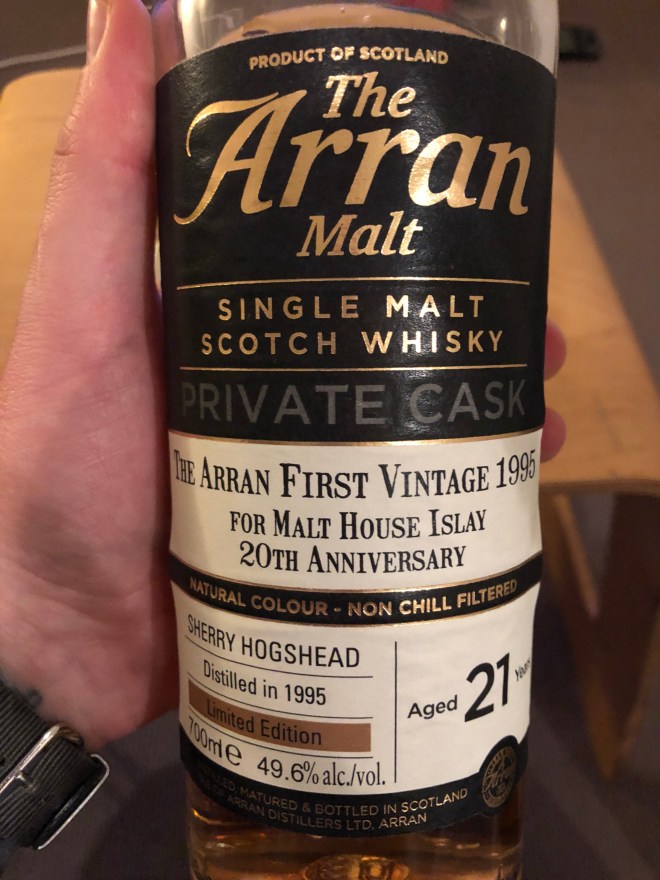 PRODUCT OF SCOTLAND
The
Arran
Malt
SINGLE MALT
SCOTCH WHISKY
PRIVATE CASK
THE ARRAN FIRST VINTAGE 1995
FOR MALT HOUSE ISLAY
20TH ANNIVERSARY
NATURAL COLOUR - NON CHILL FILTERED
SHERRY HOGSHEAD
Distilled in 1995
Limited Edition
700ml e 49.6% alc./vol.
Aged 21 Years
MATURED & BOTTLED IN SCOTLAND
ARRAN DISTILLERS LTD, ARRAN